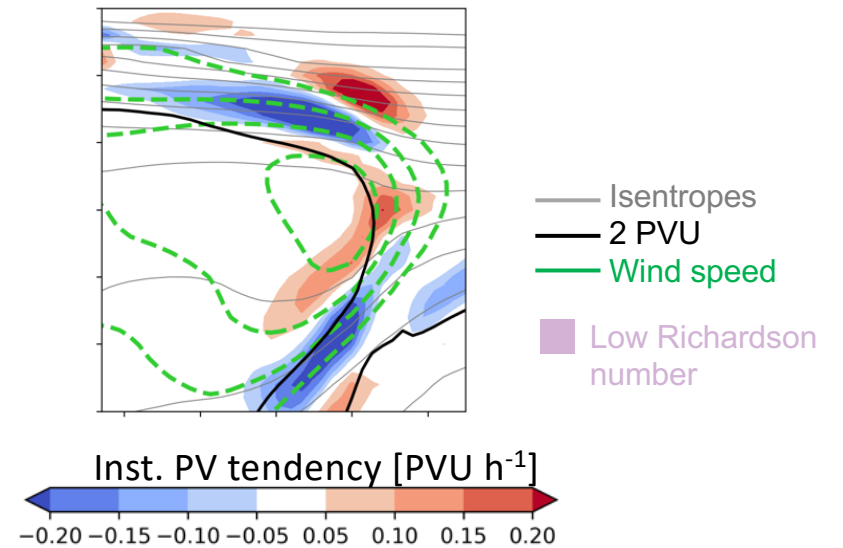 Isentropes
2 PVU
Wind speed
Low Richardson
number
Inst. PV tendency [PVU h-1]
−0.20 −0.15 −0.10 −0.05 0.05 0.10 0.15 0.20